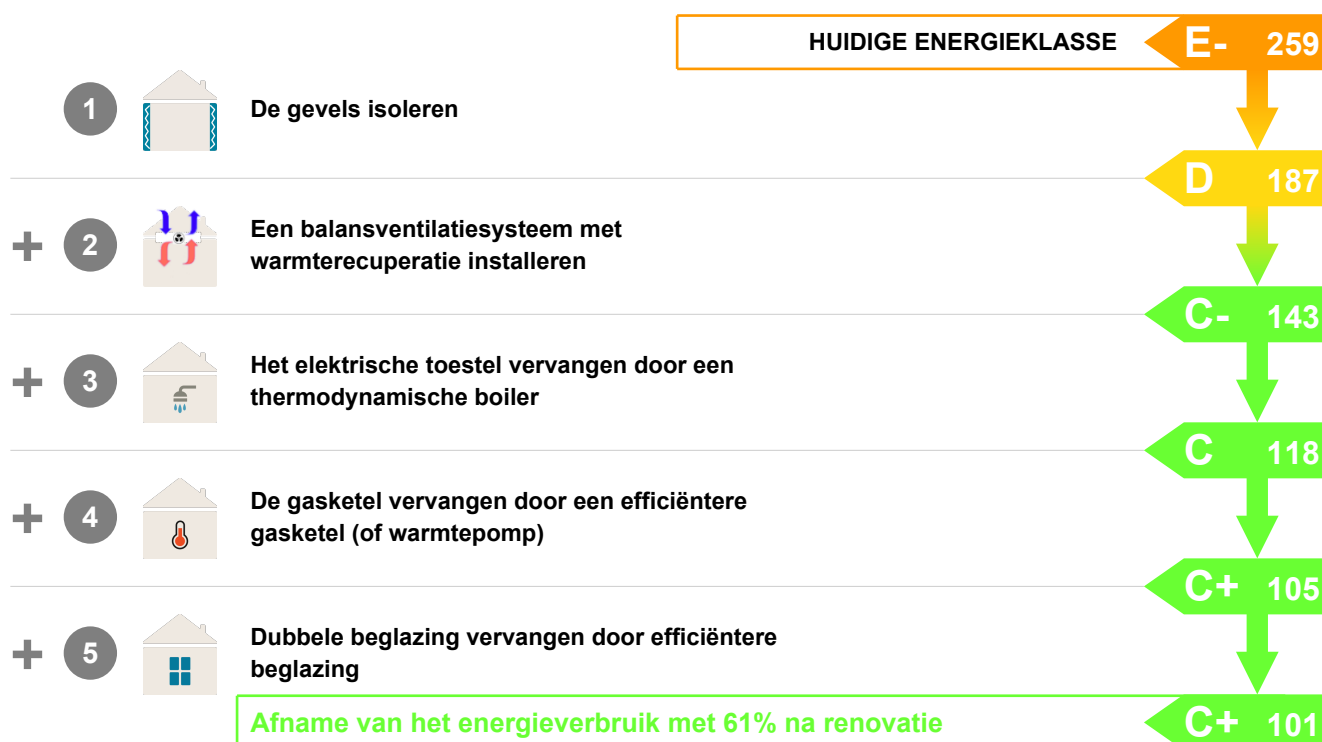 HUIDIGE ENERGIEKLASSE E- 259
1 De gevels isoleren
D 187
+ 2 Een balansventilatiesysteem met
warmterecuperatie installeren
C- 143
+ 3 Het elektrische toestel vervangen door een
thermodynamische boiler
C 118
+ 4 De gasketel vervangen door een efficiëntere
gasketel (of warmtepomp)
C+ 105
+ 5 Dubbele beglazing vervangen door efficiëntere
beglazing
Afname van het energieverbruik met 61% na renovatie C+ 101